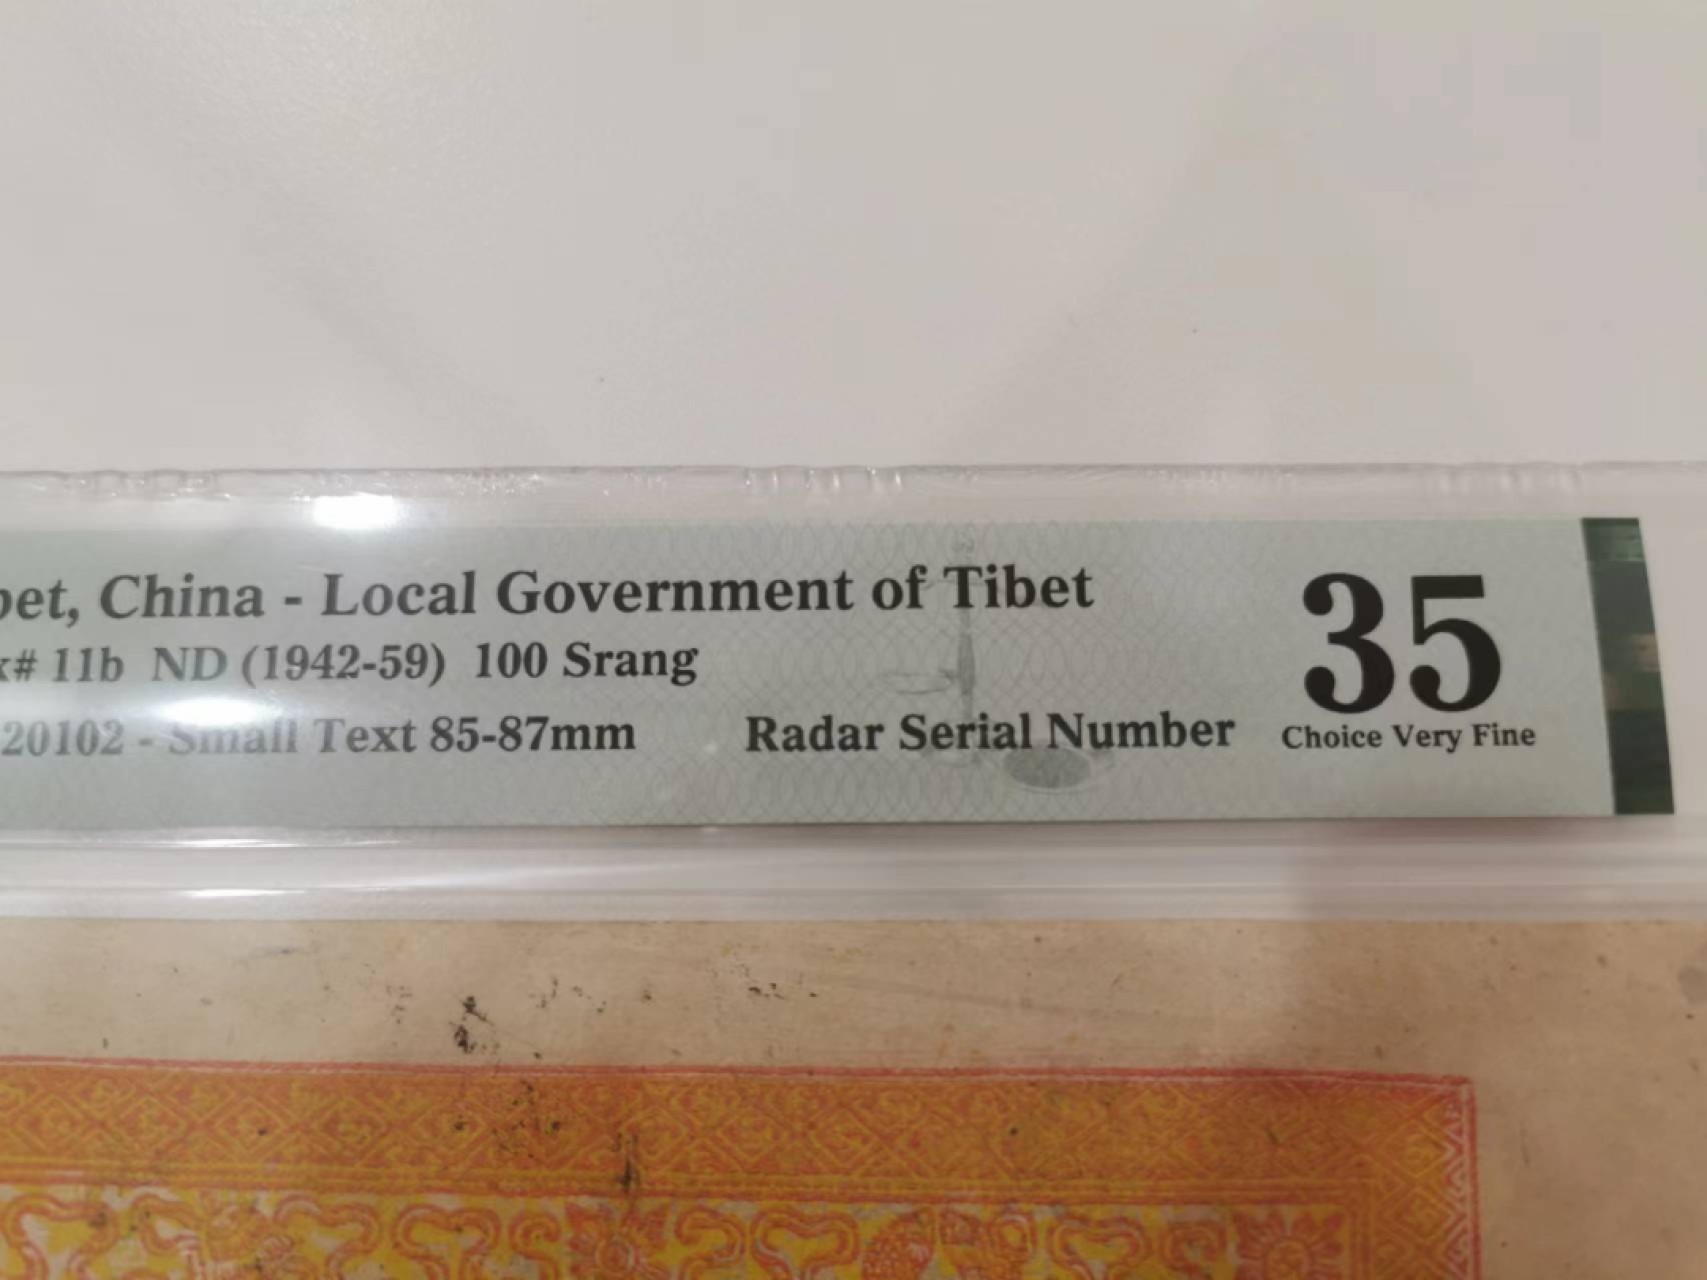 bet, China - Local Government of Tibet
k# 11b ND (1942-59) 100 Srang
20102 - Small Text 85-87mm Radar Serial Number
35
Choice Very Fine